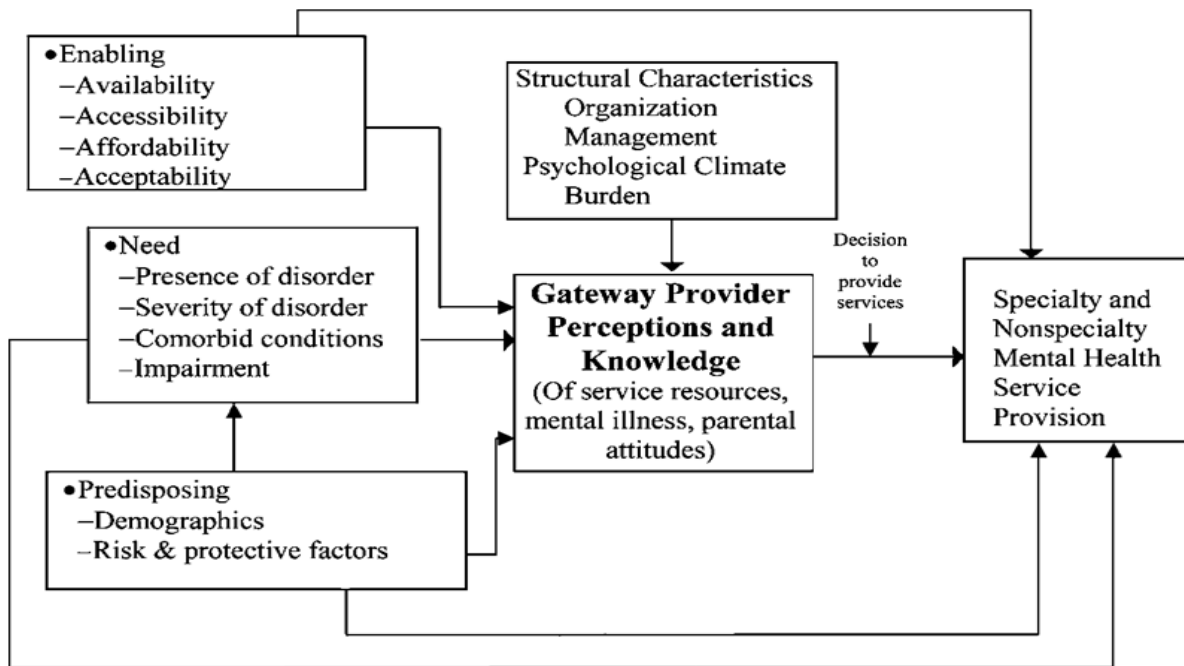 •Enabling
–Availability
–Accessibility
–Affordability
–Acceptability
Structural Characteristics
Organization
Management
Psychological Climate
Burden
•Need
–Presence of disorder
–Severity of disorder
–Comorbid conditions
–Impairment
Gateway Provider
Perceptions and
Knowledge
(Of service resources,
mental illness, parental
attitudes)
Decision
to
provide
services
Specialty and
Nonspecialty
Mental Health
Service
Provision
•Predisposing
–Demographics
–Risk & protective factors